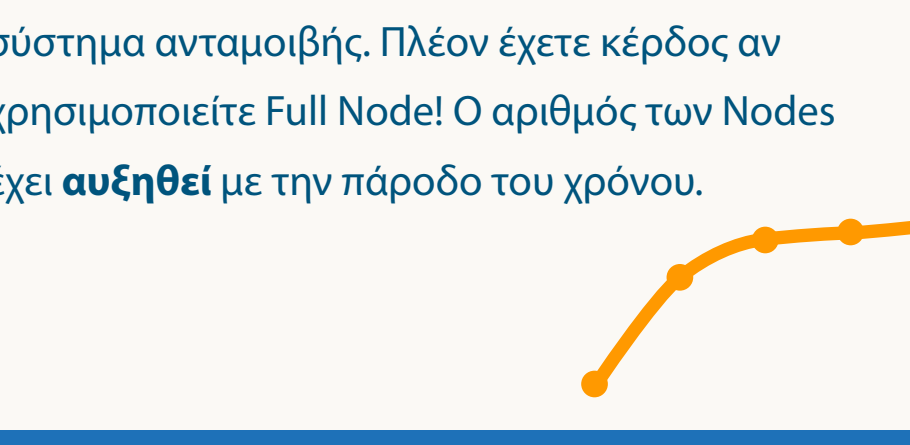 σύστημα ανταμοιβής. Πλέον έχετε κέρδος αν
χρησιμοποιείτε Full Node! Ο αριθμός των Nodes
έχει αυξηθεί με την πάροδο του χρόνου.